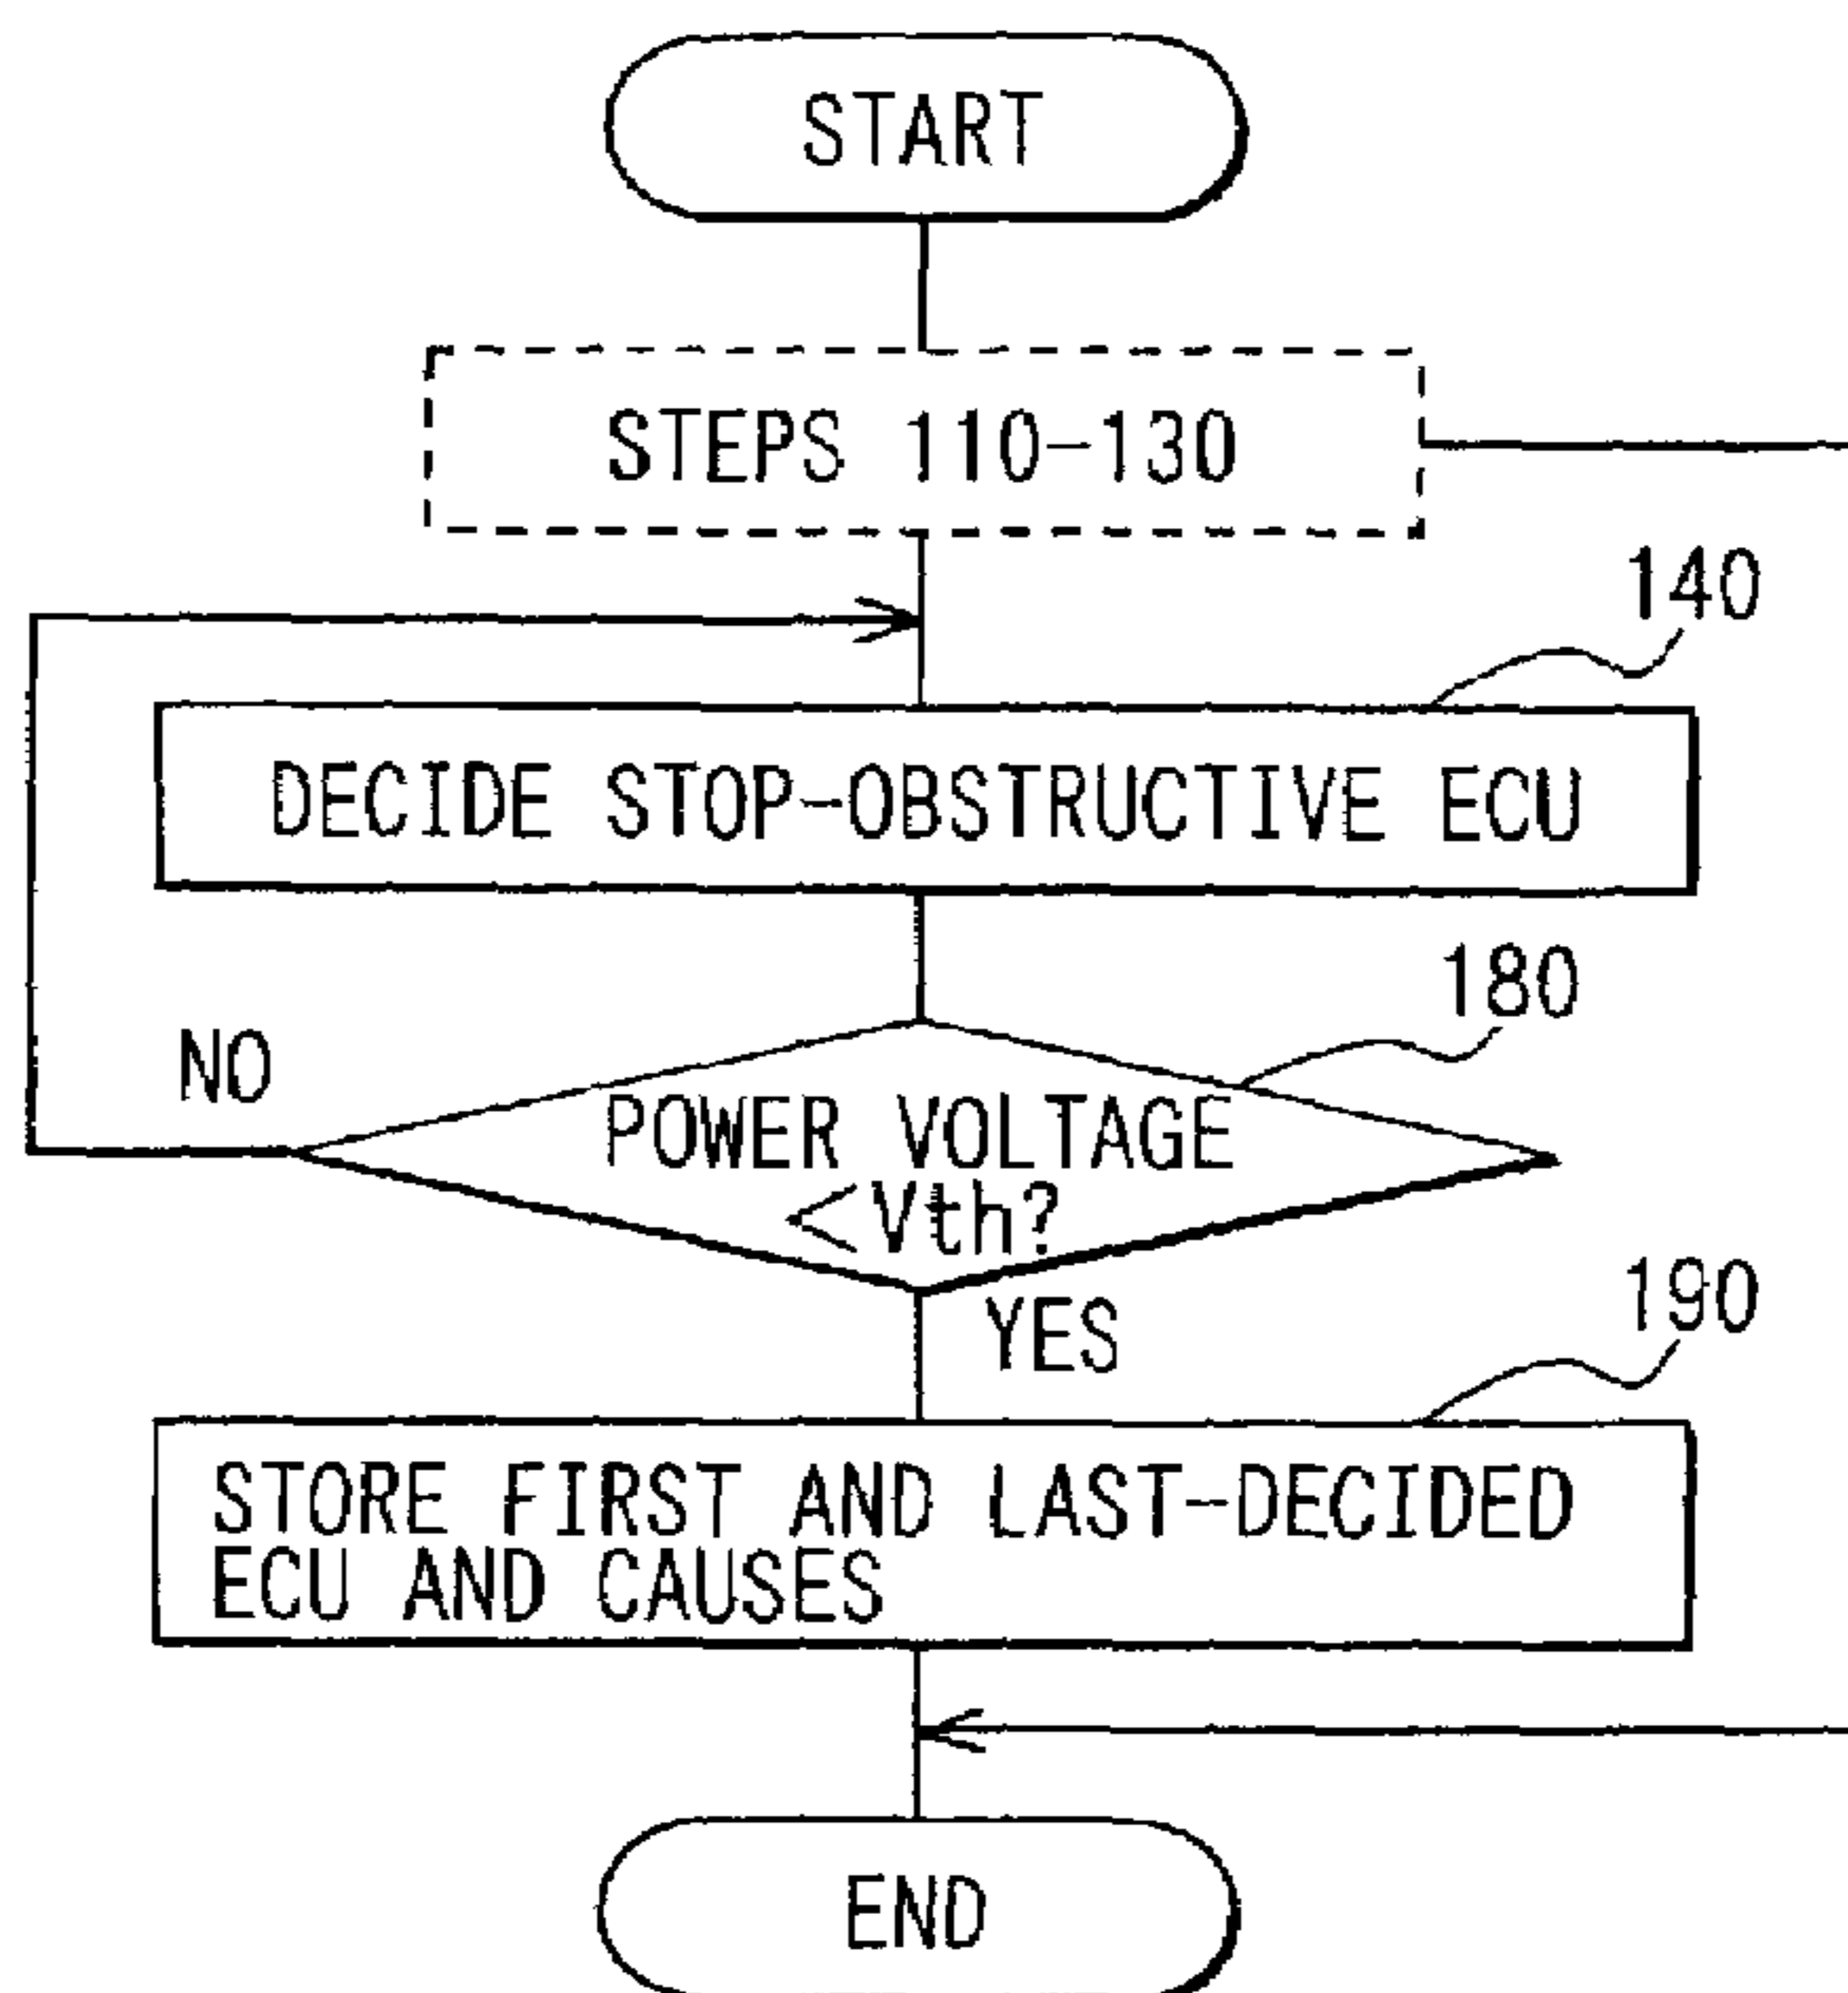 START
STEPS 110-130
140
DECIDE STOP-OBSTRUCTIVE ECU
180
NO
POWER VOLTAGE
<Vth?
YES
190
STORE FIRST AND LAST-DECIDED
ECU AND CAUSES
END